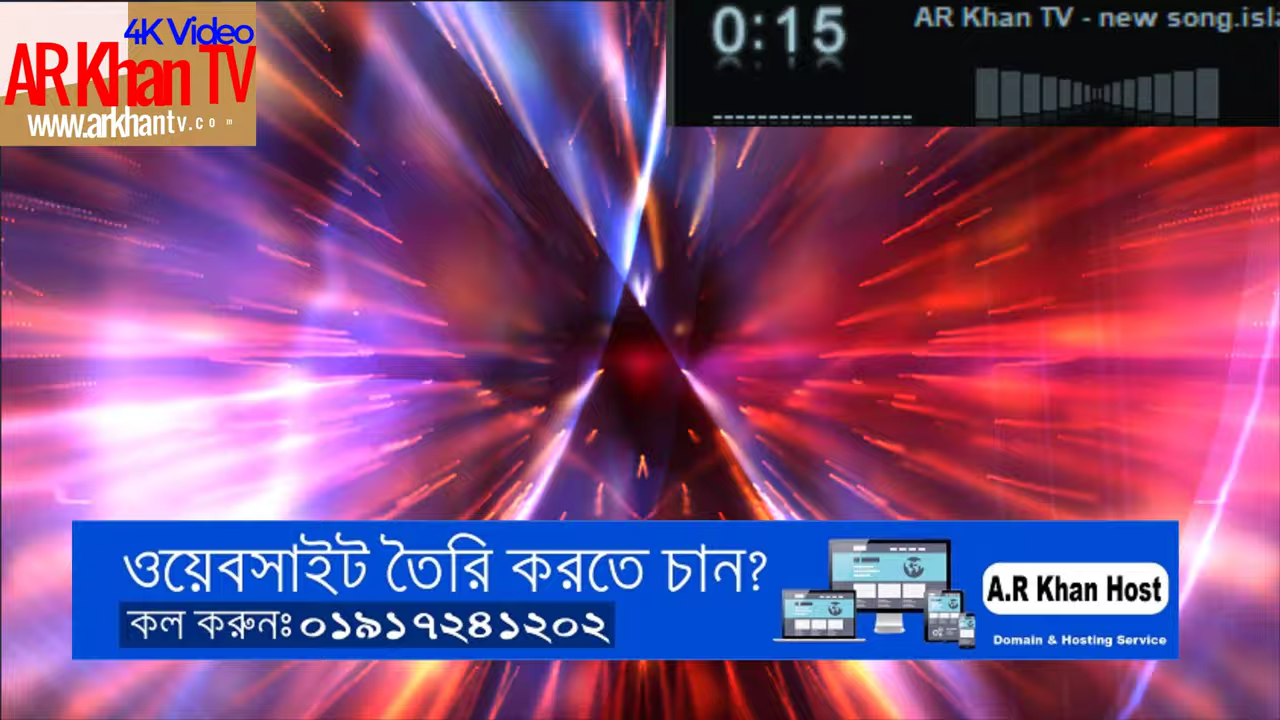 4K Video
AR Khan TV
www.arkhantv.com
0:15
AR Khan TV - new song.isla
ওয়েবসাইট তৈরি করতে চান?
কল করুনঃ ০১৯১৭২৪১২০২
A.R Khan Host
Domain & Hosting Service